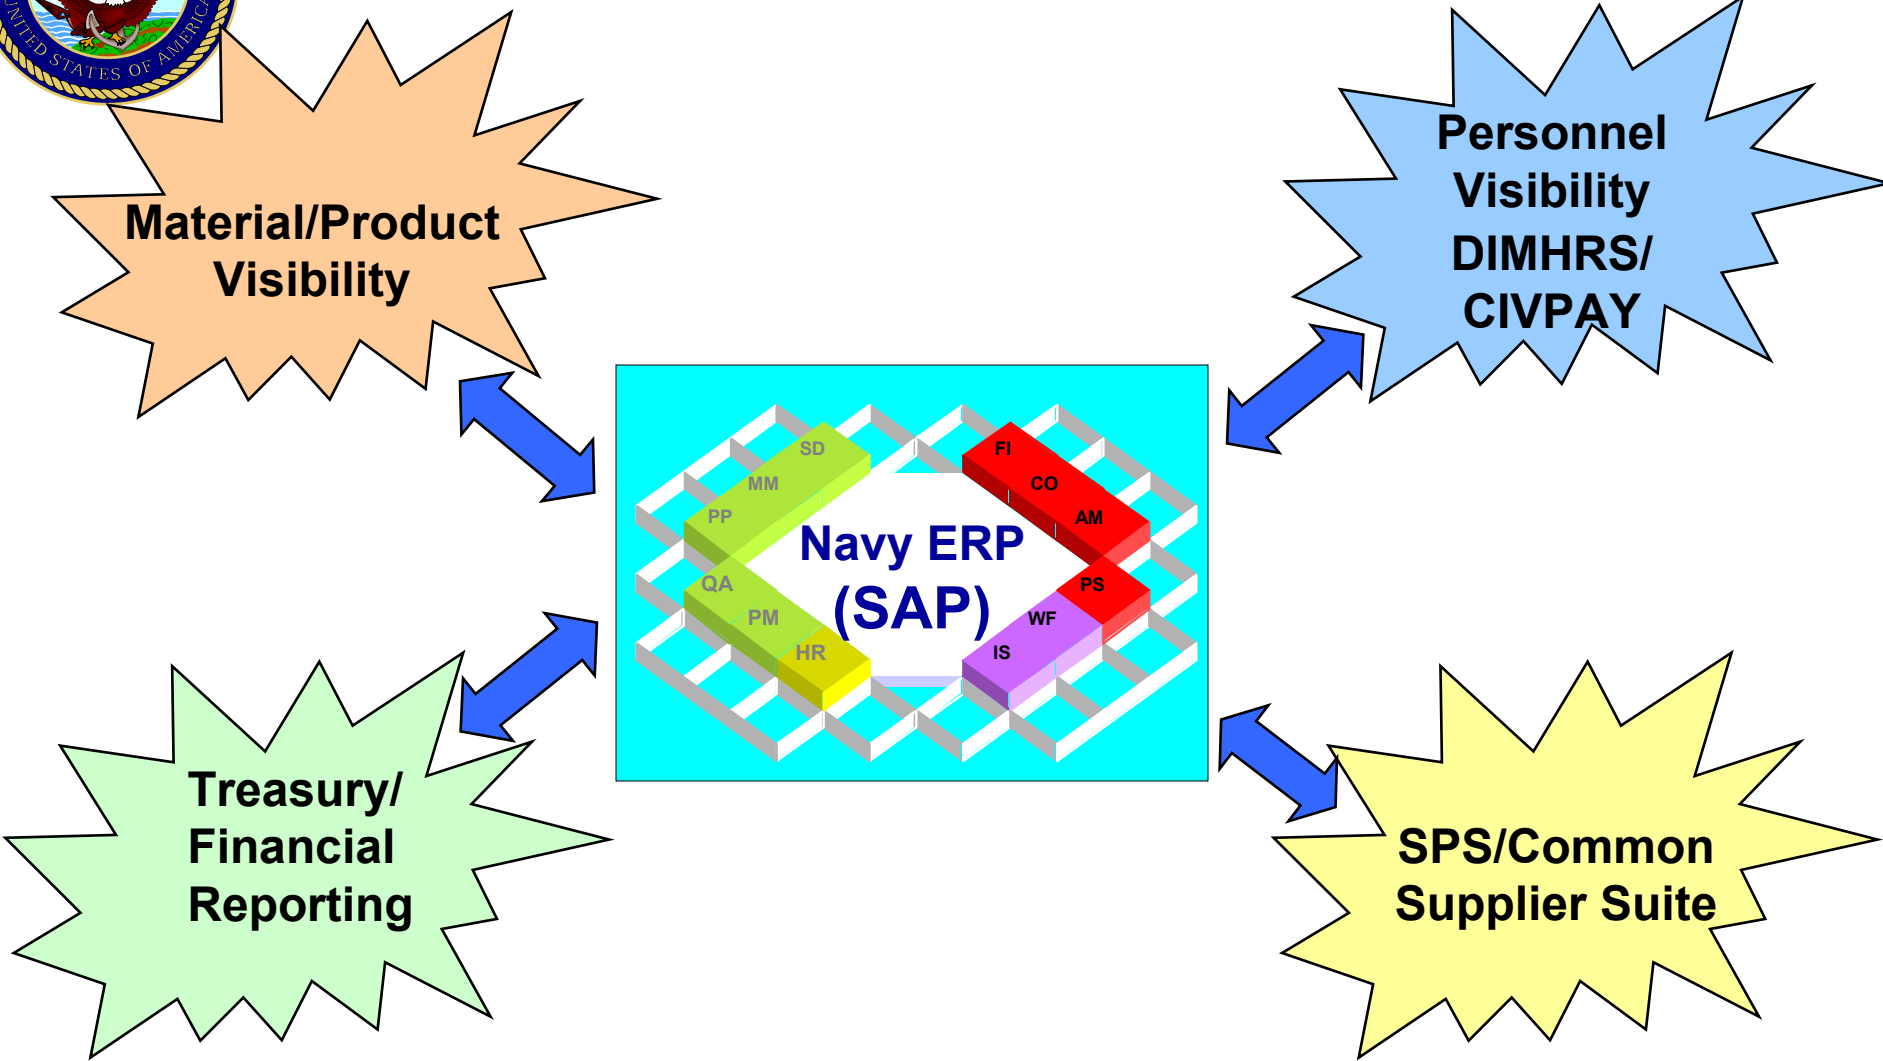 UNITED STATES OF AMERICA
Material/Product
Visibility
Personnel
Visibility
DIMHRS/
CIVPAY
SD
MM
PP
QA
PM
HR
FI
CO
AM
PS
WF
IS
Navy ERP
(SAP)
Treasury/
Financial
Reporting
SPS/Common
Supplier Suite